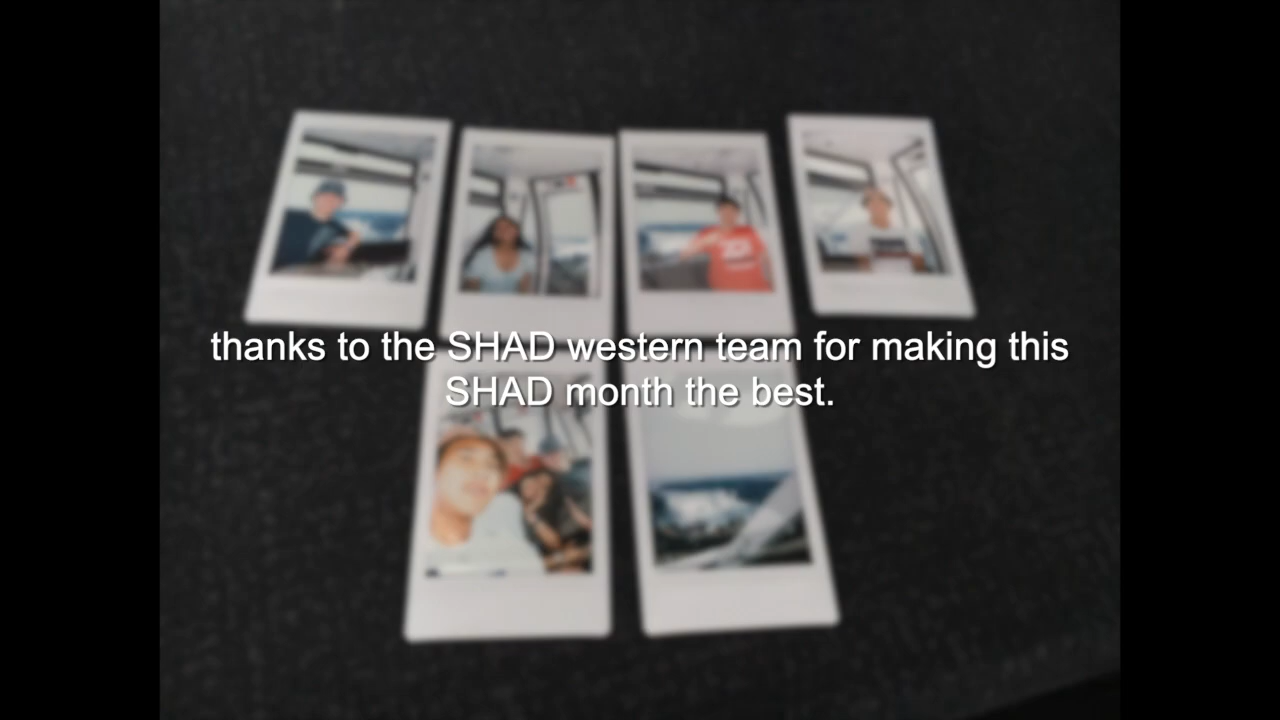 thanks to the SHAD western team for making this
SHAD month the best.